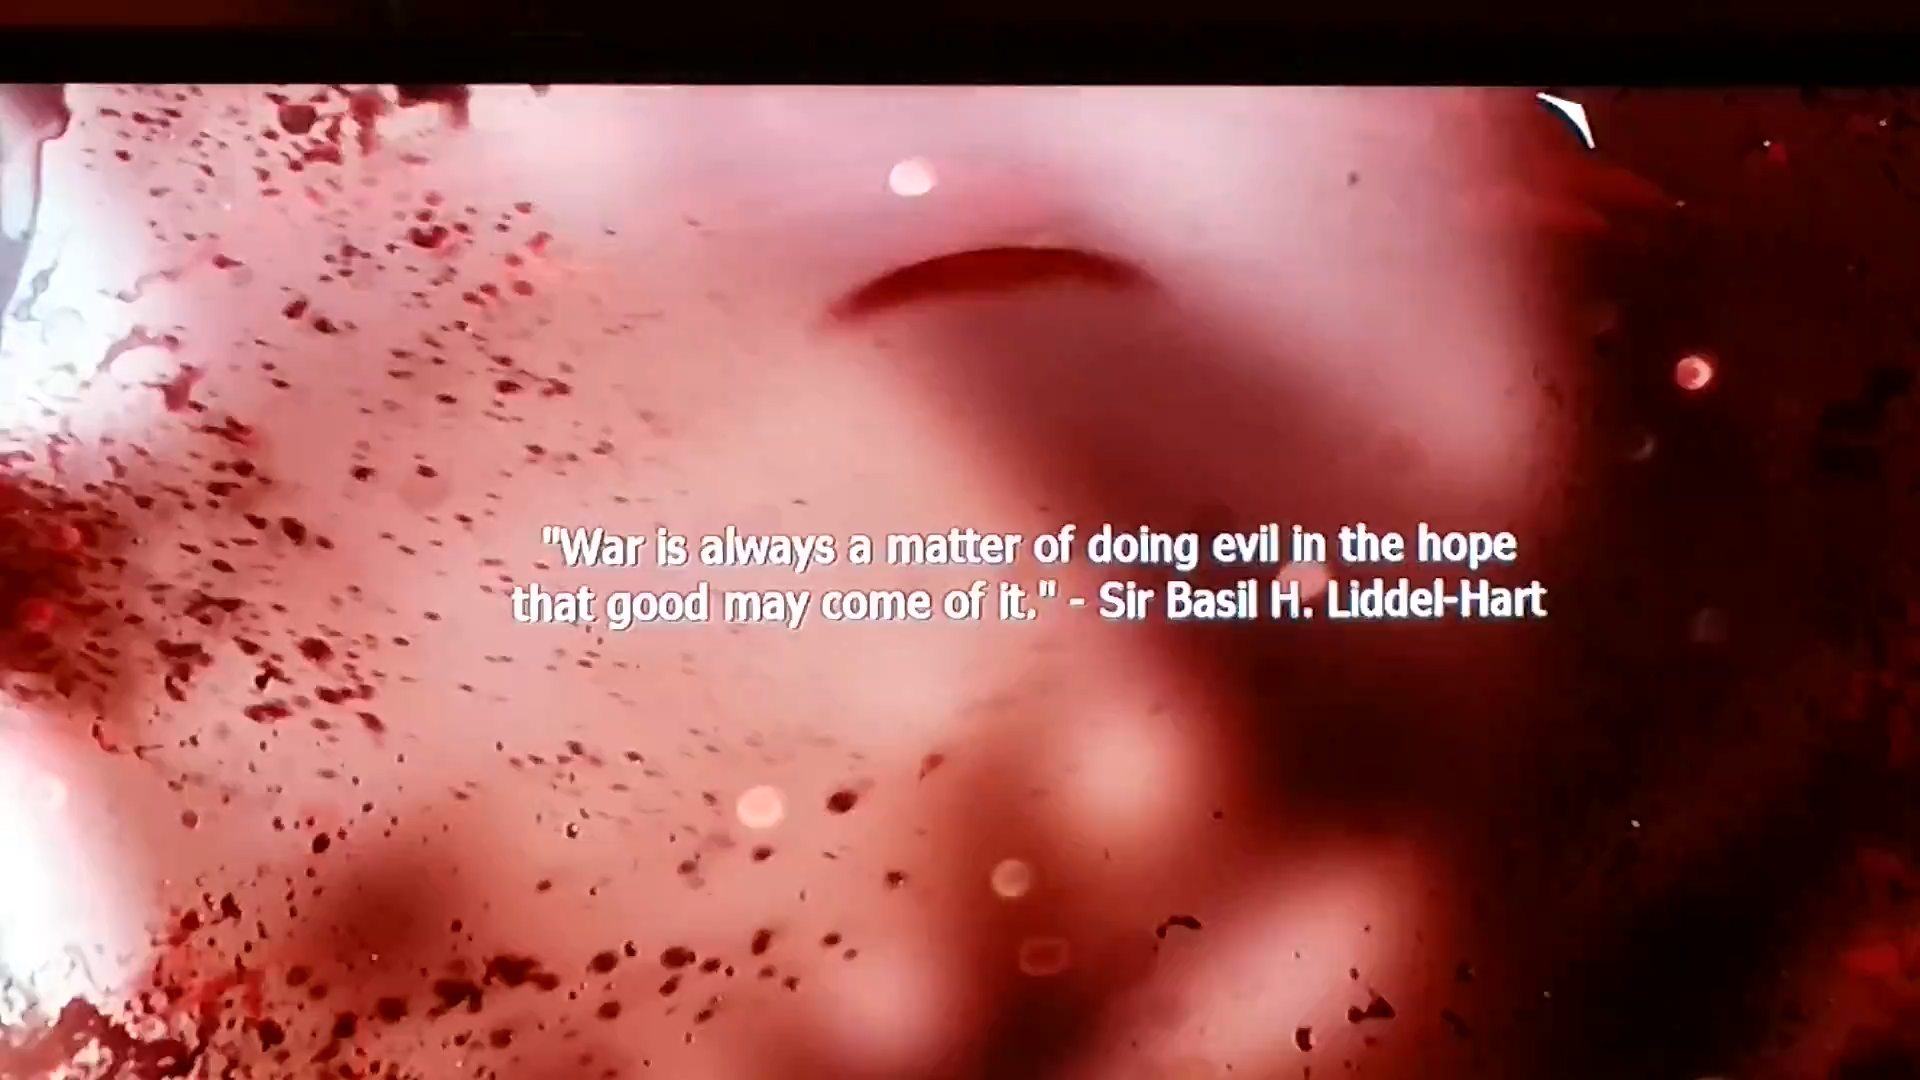 "War is always a matter of doing evil in the hope
that good may come of it." - Sir Basil H. Liddel-Hart